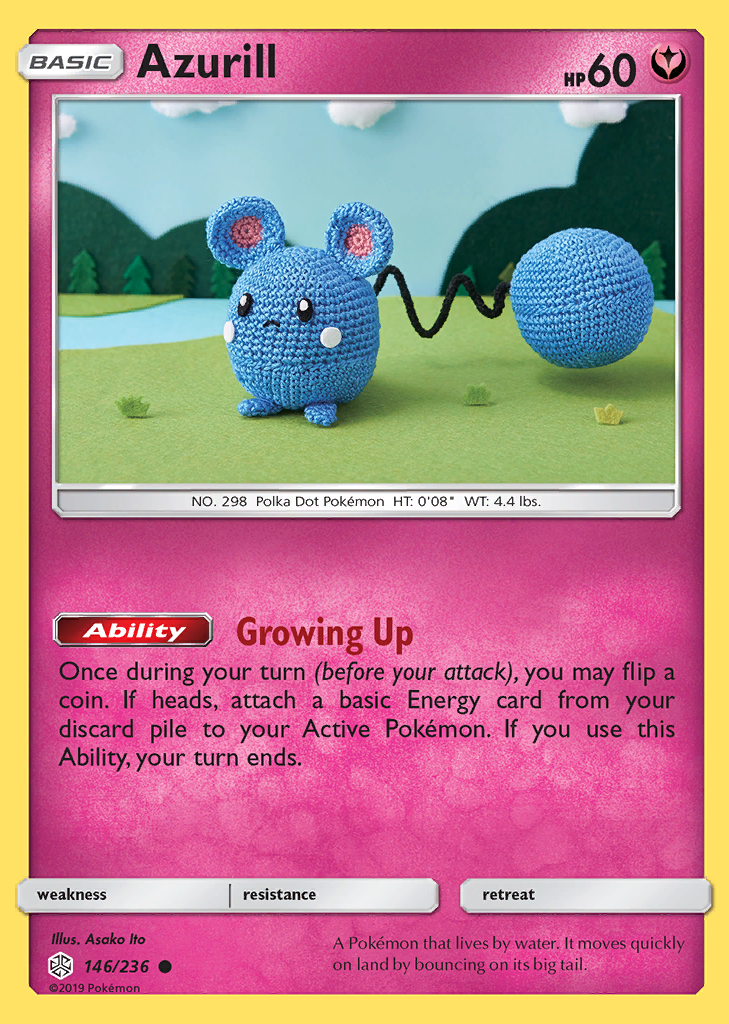 BASIC
Azurill
HP60
NO. 298 Polka Dot Pokémon HT: 0'08" WT: 4.4 lbs.
Ability Growing Up
Once during your turn (before your attack), you may flip a
coin. If heads, attach a basic Energy card from your
discard pile to your Active Pokémon. If you use this
Ability, your turn ends.
weakness resistance retreat
Illus. Asako Ito
146/236
©2019 Pokémon
A Pokémon that lives by water. It moves quickly
on land by bouncing on its big tail.